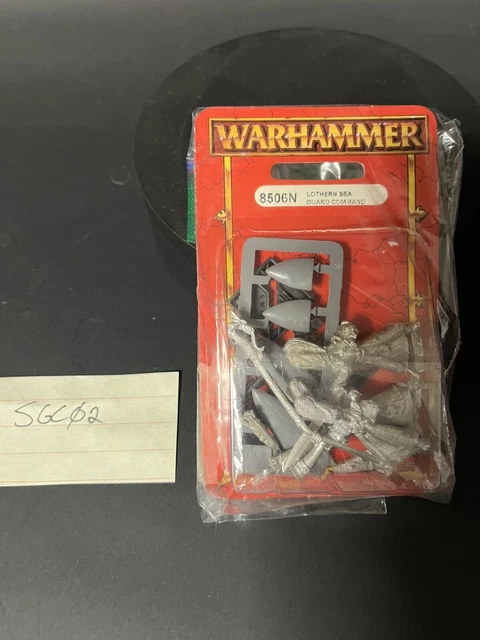 WARHAMMER
8506N
LOTHERN SEA
GUARD COMMAND
SGC02